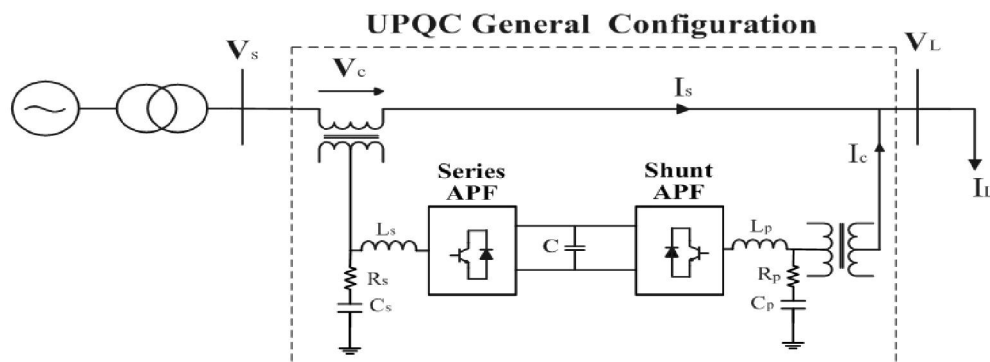 UPQC General Configuration
Vs
Vc
Is
VL
Ic
IL
Series
APF
Shunt
APF
Ls
C
Lp
Rs
Rp
Cs
Cp